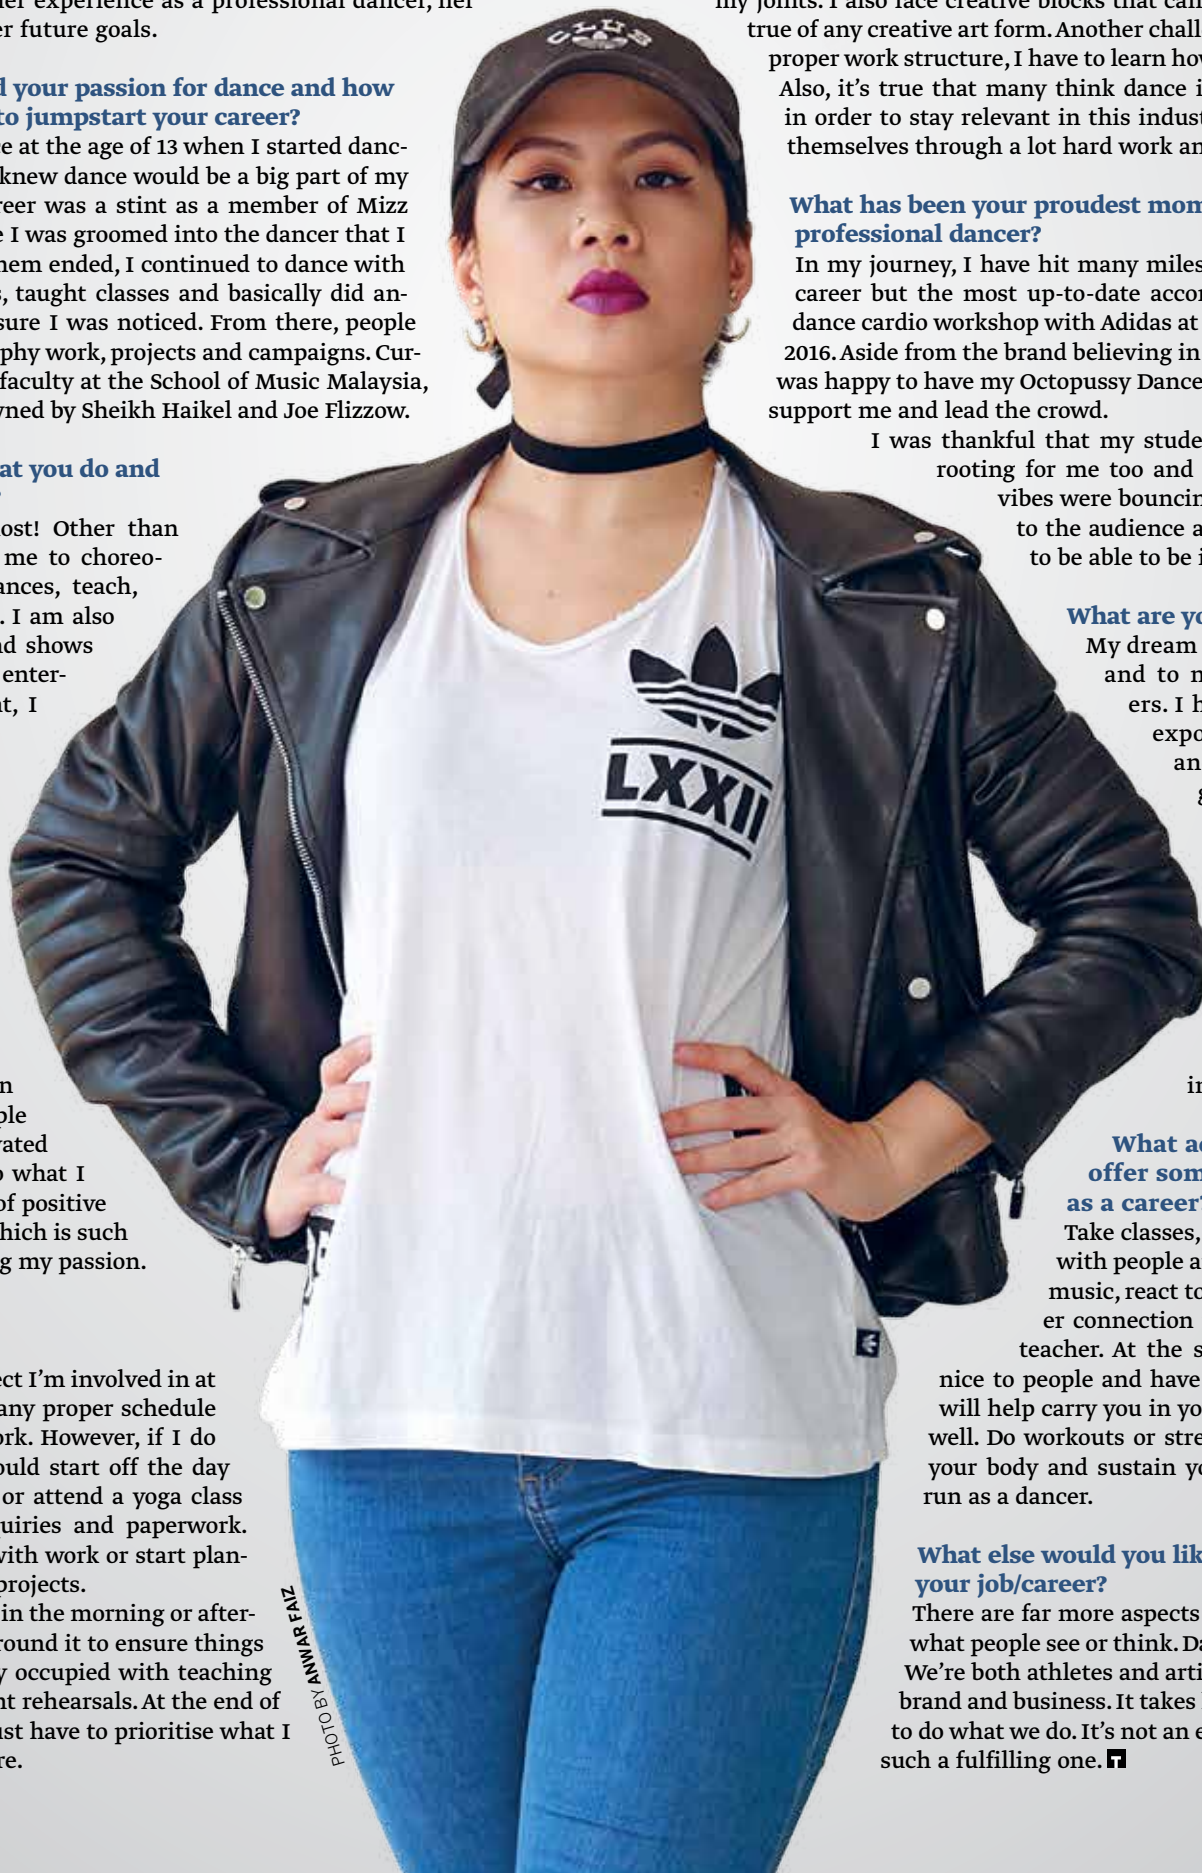 er experience as a professional dancer, her
er future goals.
d your passion for dance and how
to jumpstart your career?
e at the age of 13 when I started danc-
knew dance would be a big part of my
reer was a stint as a member of Mizz
e I was groomed into the dancer that I
hem ended, I continued to dance with
s, taught classes and basically did an-
sure I was noticed. From there, people
phy work, projects and campaigns. Cur-
faculty at the School of Music Malaysia,
wned by Sheikh Haikel and Joe Flizzow.
at you do and
?
ost! Other than
me to choreo-
ances, teach,
. I am also
nd shows
enter-
nt, I
n
ple
vated
o what I
of positive
which is such
g my passion.
ect I'm involved in at
any proper schedule
ork. However, if I do
ould start off the day
or attend a yoga class
quiries and paperwork.
with work or start plan-
projects.
in the morning or after-
round it to ensure things
y occupied with teaching
nt rehearsals. At the end of
ust have to prioritise what I
re.
PHOTO BY ANWAR FAIZ
CLUS
LXXII
my joints. I also face creative blocks that can
true of any creative art form. Another chall
proper work structure, I have to learn how
Also, it's true that many think dance i
in order to stay relevant in this indust
themselves through a lot hard work an
What has been your proudest mom
professional dancer?
In my journey, I have hit many miles
career but the most up-to-date accor
dance cardio workshop with Adidas at
2016. Aside from the brand believing in
was happy to have my Octopussy Dance
support me and lead the crowd.
I was thankful that my stude
rooting for me too and
vibes were bouncin
to the audience a
to be able to be i
What are yo
My dream
and to n
ers. I h
expo
an
g
in
What ad
offer som
as a career?
Take classes,
with people a
music, react to
er connection
teacher. At the s
nice to people and have
will help carry you in yo
well. Do workouts or stre
your body and sustain yo
run as a dancer.
What else would you lik
your job/career?
There are far more aspects
what people see or think. Da
We're both athletes and arti
brand and business. It takes
to do what we do. It's not an e
such a fulfilling one. T